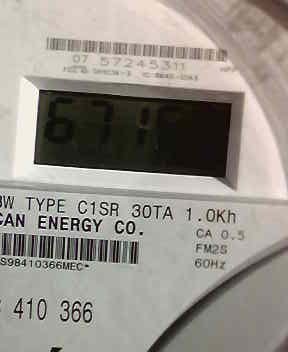 07 57245311
671
3W TYPE C1SR 30TA 1.0Kh
CAN ENERGY CO.
CA 0.5
FM2S
60Hz
S98410366MEC*
410 366